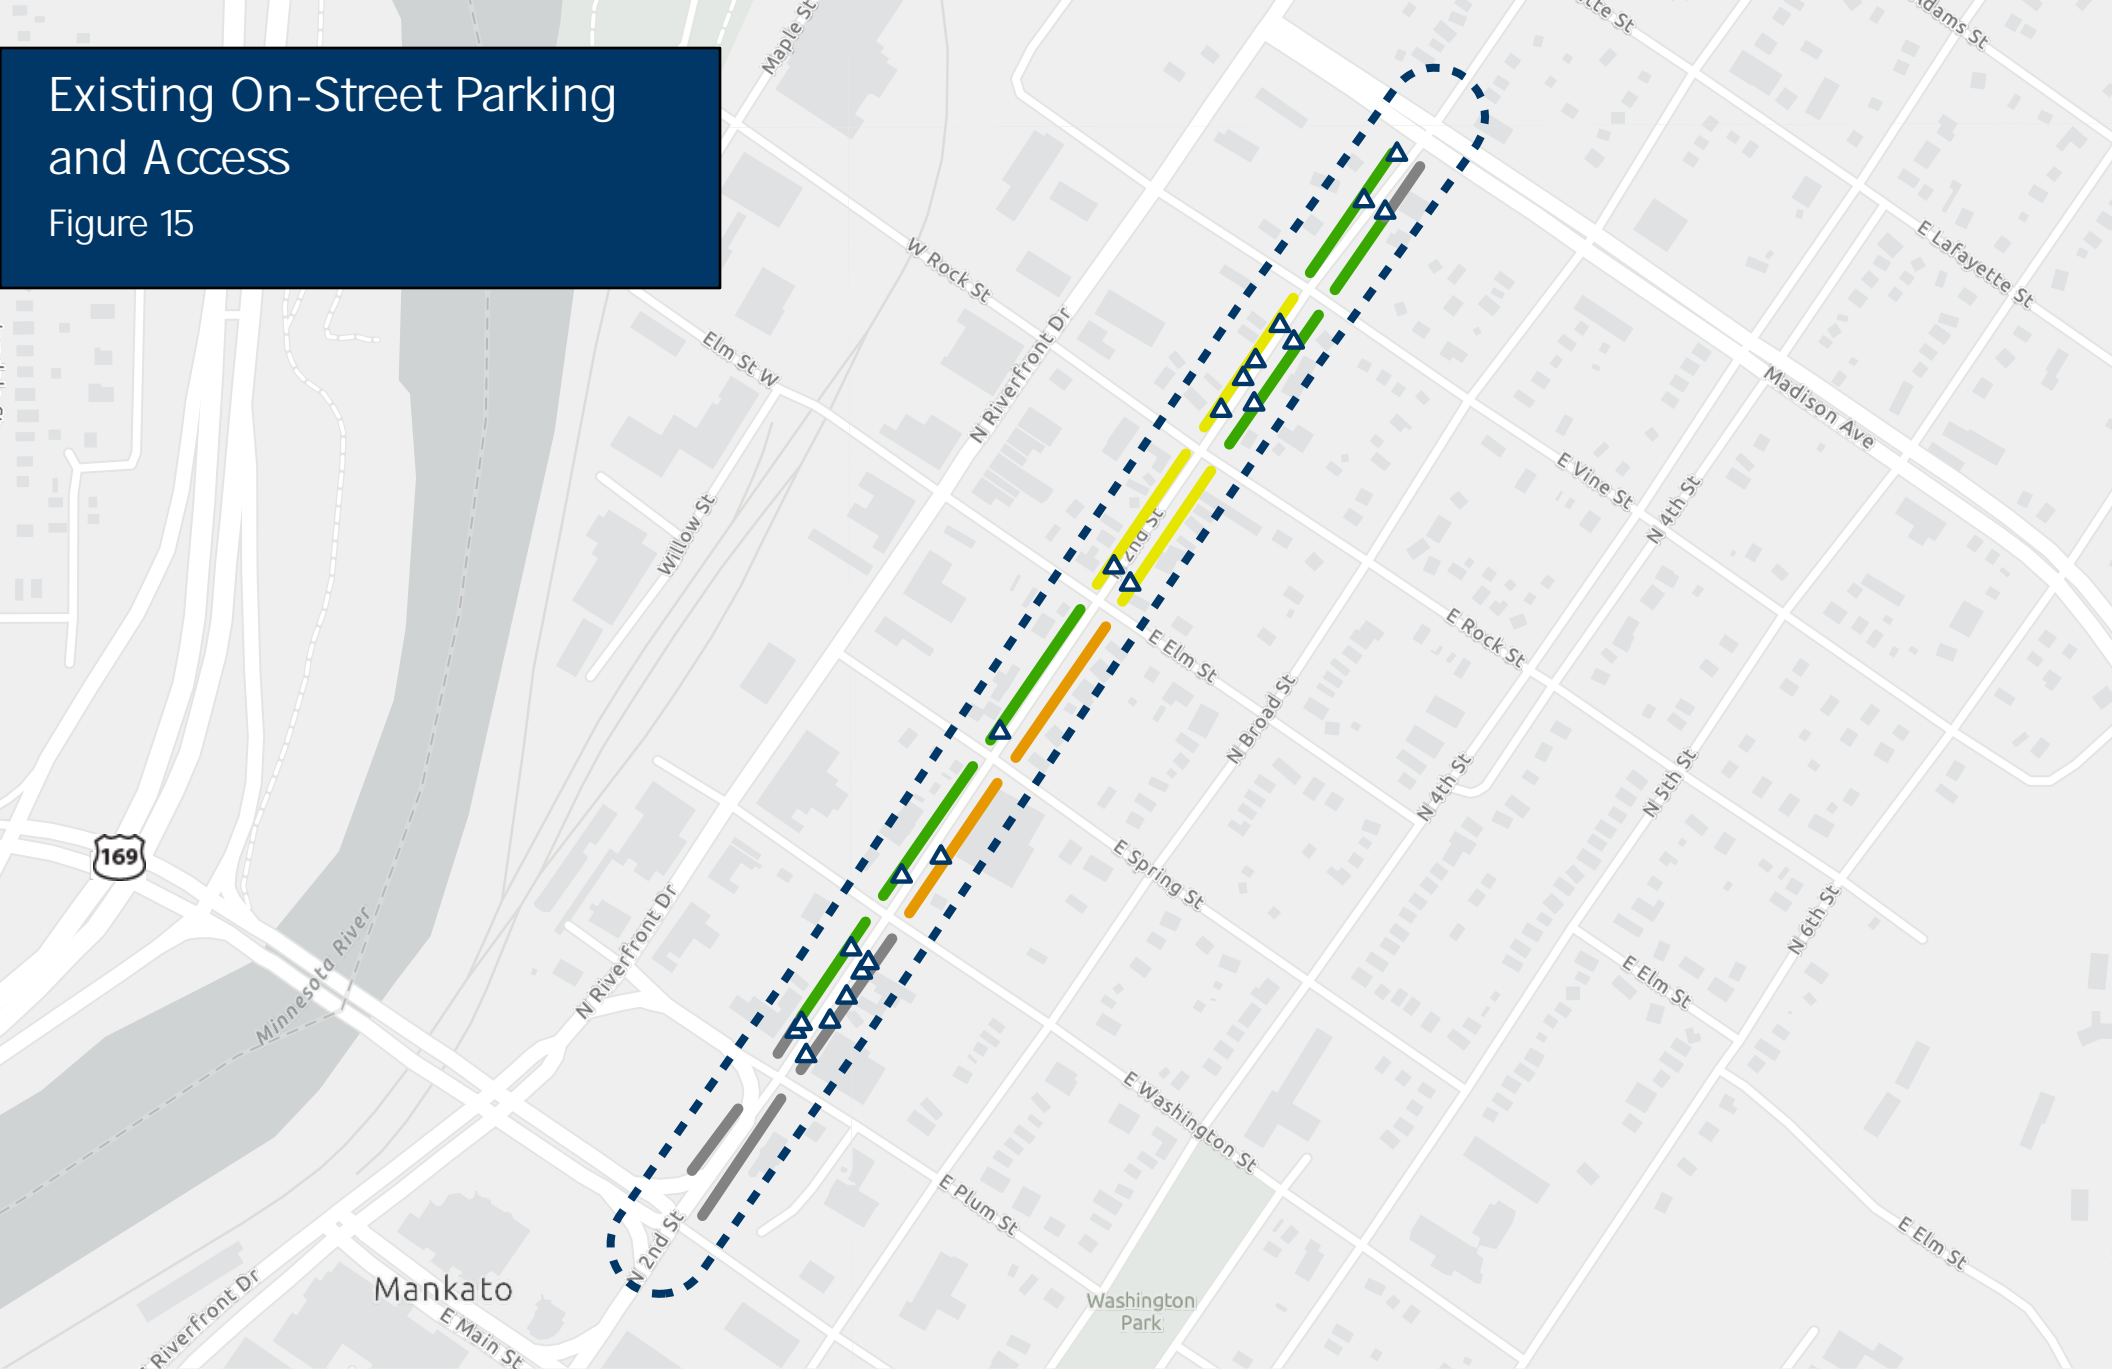 Existing On-Street Parking
and Access
Figure 15
Maple St
Adams St
W Rock St
Elm St W
N Riverfront Dr
E Lafayette St
Madison Ave
E Vine St
N 4th St
Willow St
2nd St
E Rock St
E Elm St
N Broad St
N 4th St
N 5th St
E Spring St
169
Minnesota River
N Riverfront Dr
N 6th St
E Elm St
E Washington St
E Plum St
N 2nd St
E Elm St
Mankato
Washington
Park
Riverfront Dr
E Main St